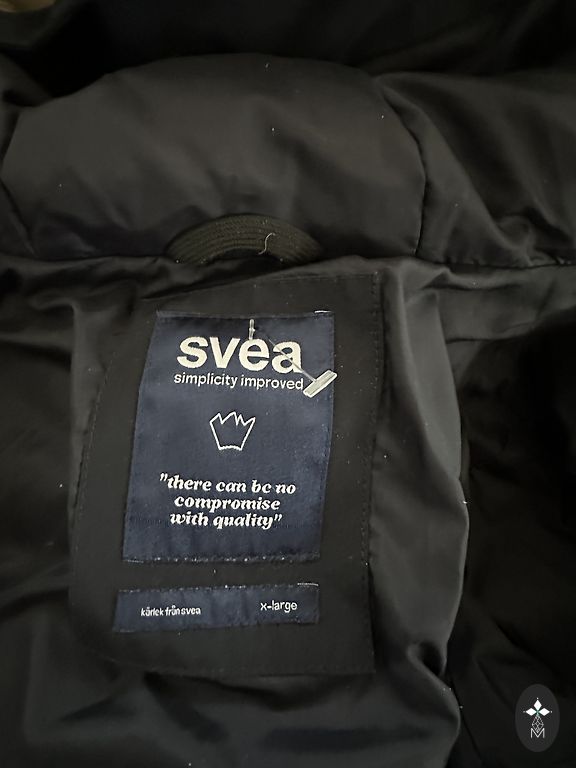 svea
simplicity improved
"there can be no
compromise
with quality"
kärlek från svea
x-large
M